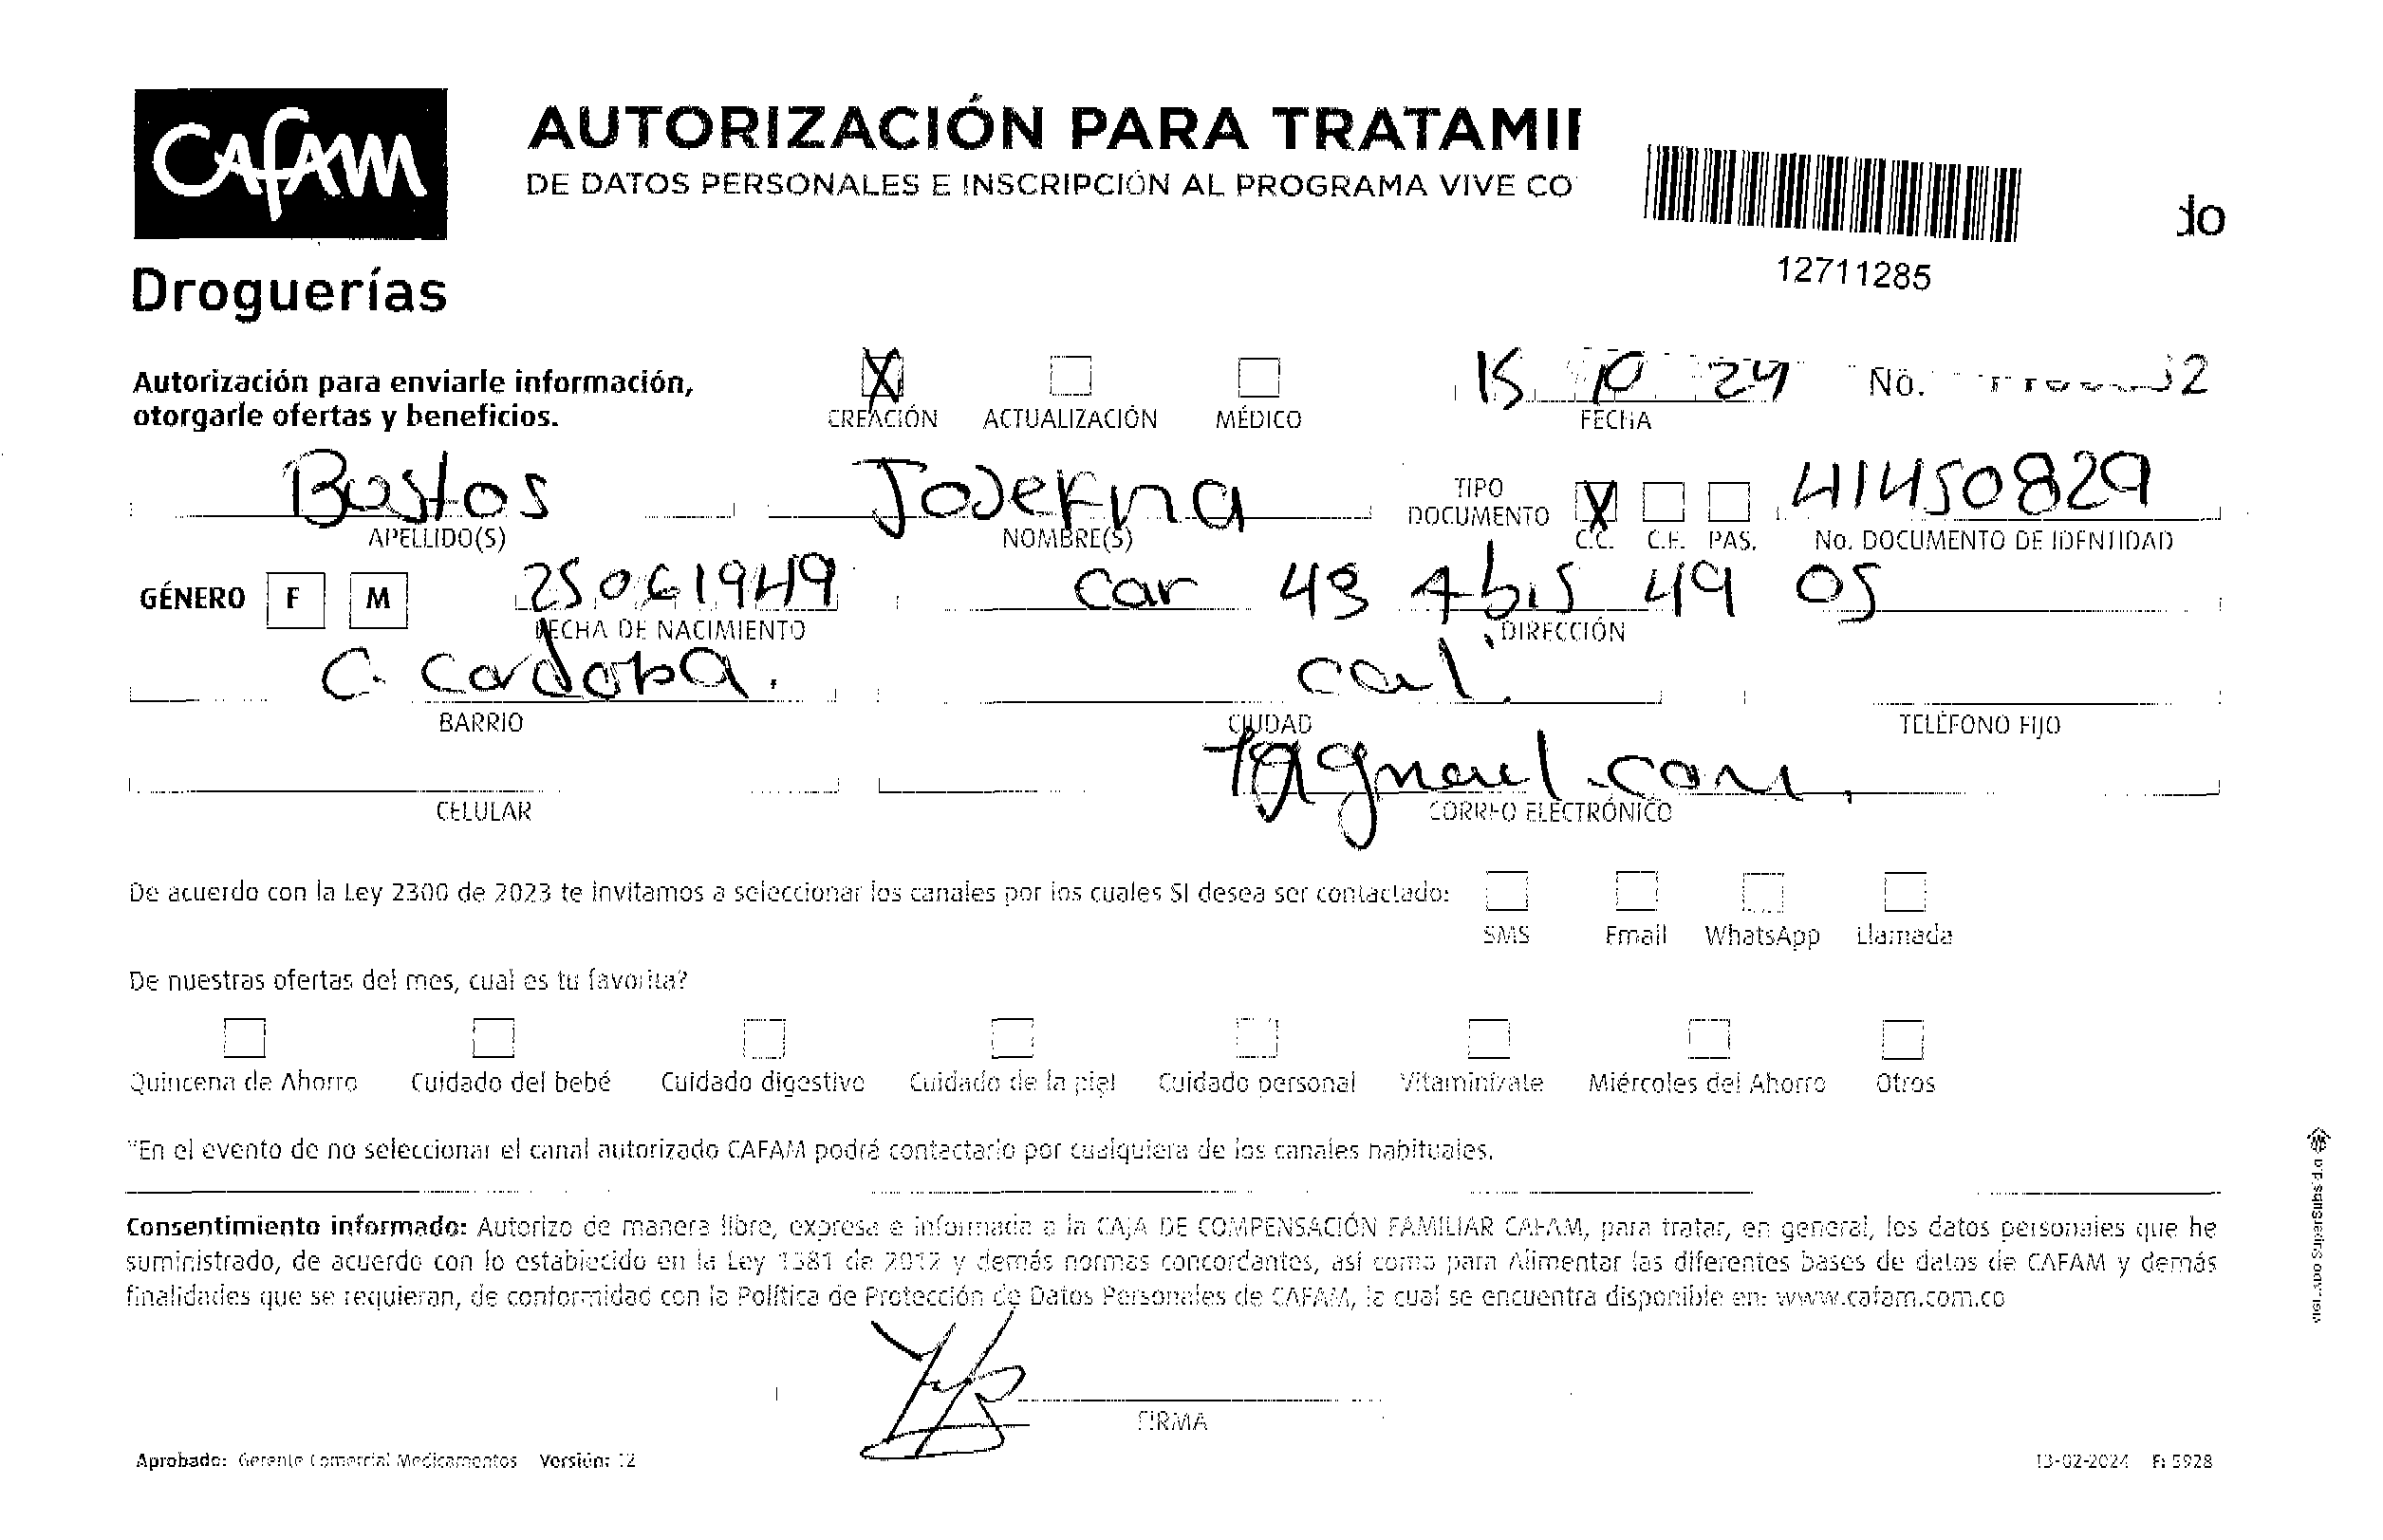 CAFAM
Droguerías
AUTORIZACIÓN PARA TRATAMI
DE DATOS PERSONALES E INSCRIPCIÓN AL PROGRAMA VIVE CO
do
12711285
Autorización para enviarle información,
otorgarle ofertas y beneficios.
X
CREACIÓN ACTUALIZACIÓN MÉDICO
15 10 24 No. 2
FECHA
Bustos Josefina TIPO DOCUMENTO X 41450829
APELLIDO(S) NOMBRE(S) C.C. C.E. PAS. No. DOCUMENTO DE IDENTIDAD
GÉNERO F M 25061949 car 43 Abis 49 05
FECHA DE NACIMIENTO DIRECCIÓN
C. Cordoba. cali
BARRIO CIUDAD TELÉFONO FIJO
@gmail.com
CELULAR CORREO ELECTRÓNICO
De acuerdo con la Ley 2300 de 2023 te invitamos a seleccionar los canales por los cuales SI desea ser contactado:
SMS Email WhatsApp Llamada
De nuestras ofertas del mes, cual es tu favorita?
Quincena de Ahorro Cuidado del bebé Cuidado digestivo Cuidado de la piel Cuidado personal Vitaminízate Miércoles del Ahorro Otros
*En el evento de no seleccionar el canal autorizado CAFAM podrá contactarlo por cualquiera de los canales habituales.
Consentimiento informado: Autorizo de manera libre, expresa e informada a la CAJA DE COMPENSACIÓN FAMILIAR CAFAM, para tratar, en general, los datos personales que he
suministrado, de acuerdo con lo establecido en la Ley 1581 de 2012 y demás normas concordantes, así como para Alimentar las diferentes bases de datos de CAFAM y demás
finalidades que se requieran, de conformidad con la Política de Protección de Datos Personales de CAFAM, la cual se encuentra disponible en: www.cafam.com.co
FIRMA
Aprobado: Gerente Comercial Medicamentos Versión: 12
13-02-2024 F: 5928
VIGILADO SuperSubsidio